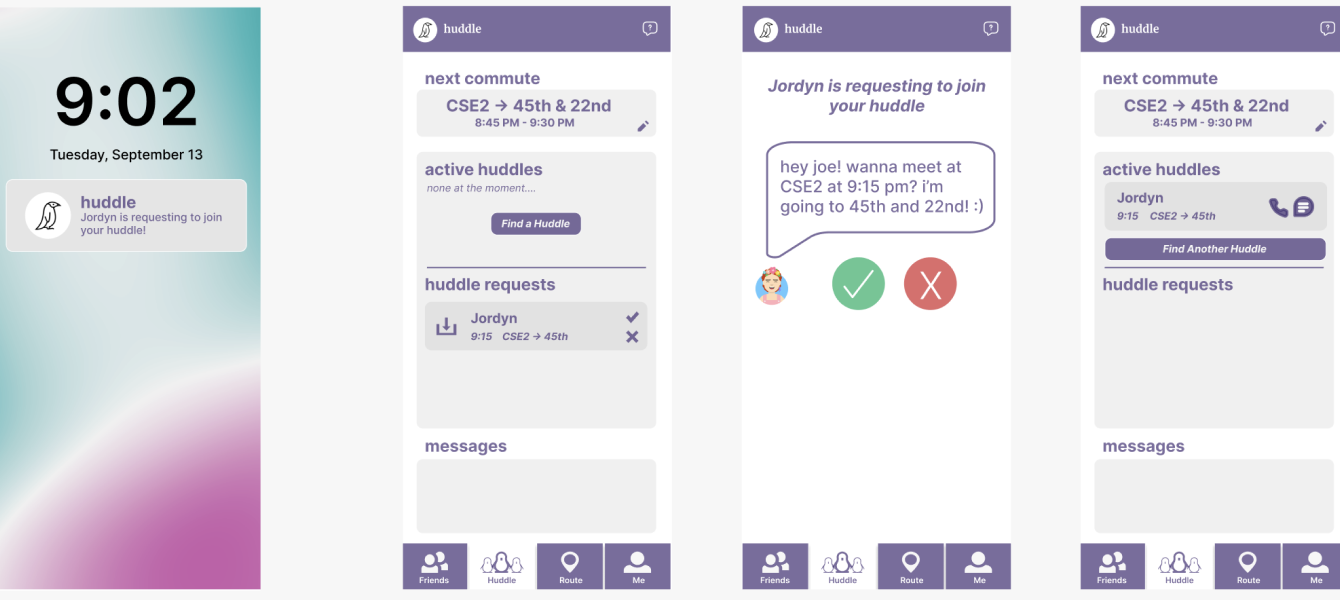 9:02
Tuesday, September 13
huddle
Jordyn is requesting to join
your huddle!
huddle
?
next commute
CSE2 → 45th & 22nd
8:45 PM - 9:30 PM
active huddles
none at the moment....
Find a Huddle
huddle requests
Jordyn
9:15 CSE2 → 45th
messages
Friends
Huddle
Route
Me
huddle
?
Jordyn is requesting to join
your huddle
hey joe! wanna meet at
CSE2 at 9:15 pm? i'm
going to 45th and 22nd! :)
X
Friends
Huddle
Route
Me
huddle
?
next commute
CSE2 → 45th & 22nd
8:45 PM - 9:30 PM
active huddles
Jordyn
9:15 CSE2 → 45th
Find Another Huddle
huddle requests
messages
Friends
Huddle
Route
Me